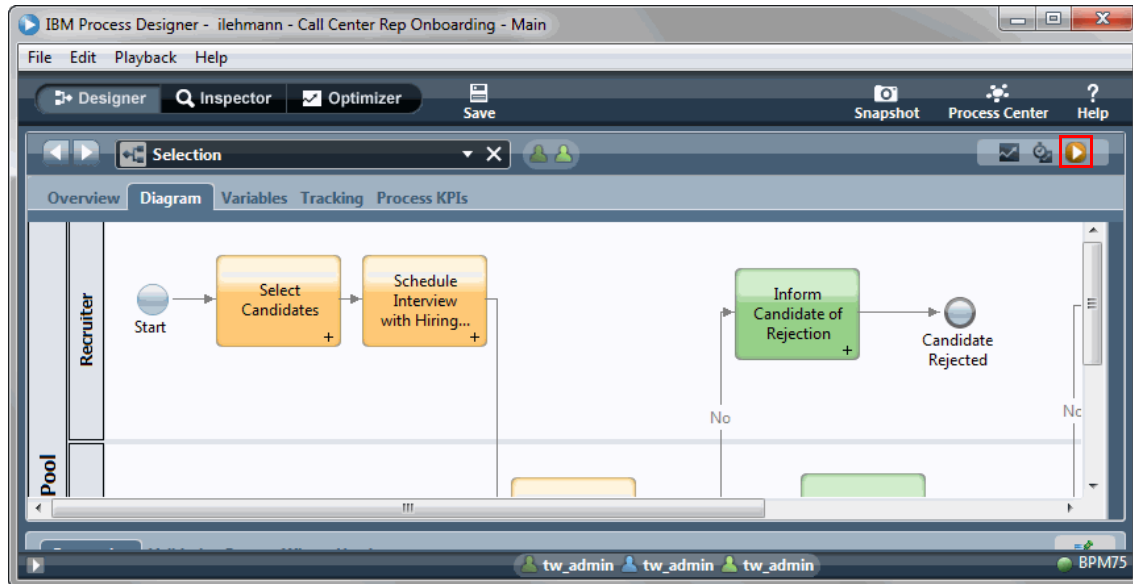 IBM Process Designer - ilehmann - Call Center Rep Onboarding - Main
File Edit Playback Help
Designer Inspector Optimizer Save Snapshot Process Center Help
Selection
Overview Diagram Variables Tracking Process KPIs
Pool
Recruiter
Start
Select
Candidates
Schedule
Interview
with Hiring...
Inform
Candidate of
Rejection
Candidate
Rejected
No
No
tw_admin tw_admin tw_admin BPM75